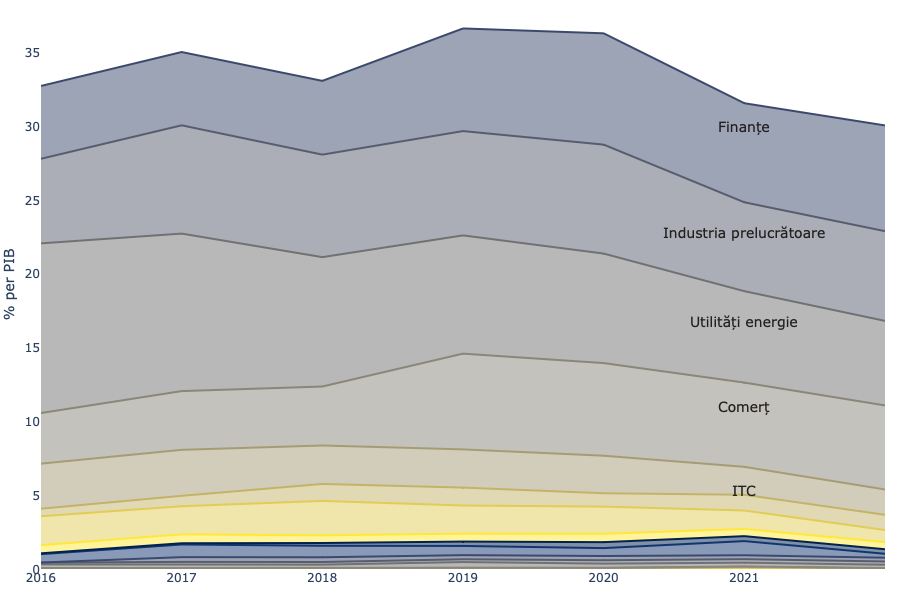 35
30
25
20
15
10
5
0
% per PIB
Finanțe
Industria prelucrătoare
Utilități energie
Comerț
ITC
2016
2017
2018
2019
2020
2021